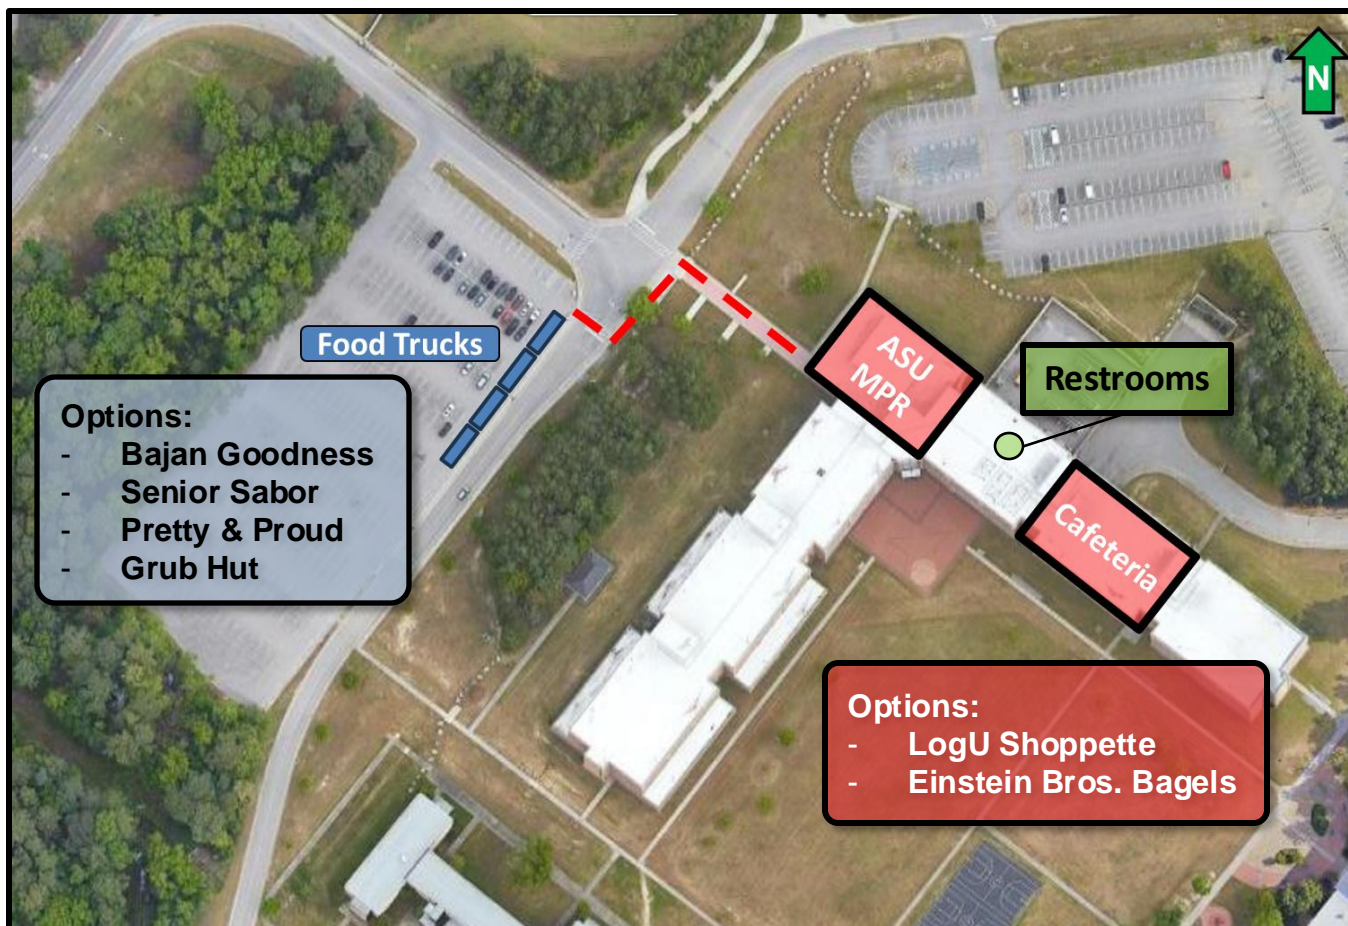 N
Food Trucks
Options:
- Bajan Goodness
- Senior Sabor
- Pretty & Proud
- Grub Hut
ASU
MPR
Restrooms
Cafeteria
Options:
- LogU Shoppette
- Einstein Bros. Bagels